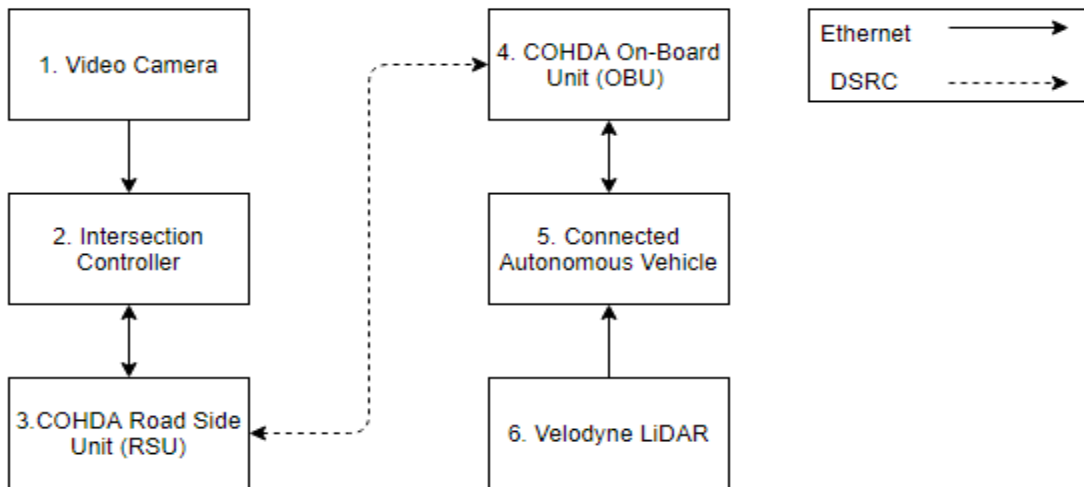 1. Video Camera
2. Intersection
Controller
3.COHDA Road Side
Unit (RSU)
4. COHDA On-Board
Unit (OBU)
5. Connected
Autonomous Vehicle
6. Velodyne LiDAR
Ethernet
DSRC